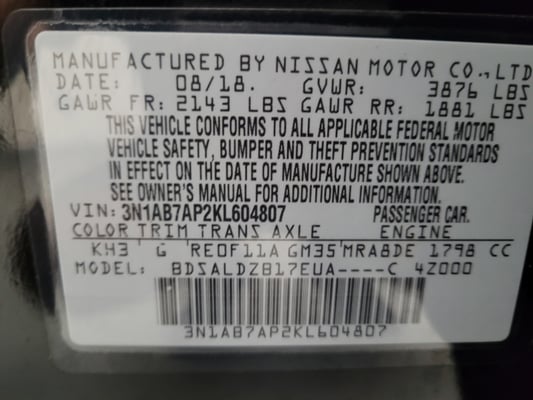 MANUFACTURED BY NISSAN MOTOR CO., LTD
DATE: 08/18. GVWR: 3876 LBS
GAWR FR: 2143 LBS GAWR RR: 1881 LBS
THIS VEHICLE CONFORMS TO ALL APPLICABLE FEDERAL MOTOR
VEHICLE SAFETY, BUMPER AND THEFT PREVENTION STANDARDS
IN EFFECT ON THE DATE OF MANUFACTURE SHOWN ABOVE.
SEE OWNER'S MANUAL FOR ADDITIONAL INFORMATION.
VIN: 3N1AB7AP2KL604807 PASSENGER CAR.
COLOR TRIM TRANS AXLE ENGINE
KH3 G RE0F11A GM35 MRA8DE 1798 CC
MODEL: BDSALDZB17EUA----C 4Z000
3N1AB7AP2KL604807